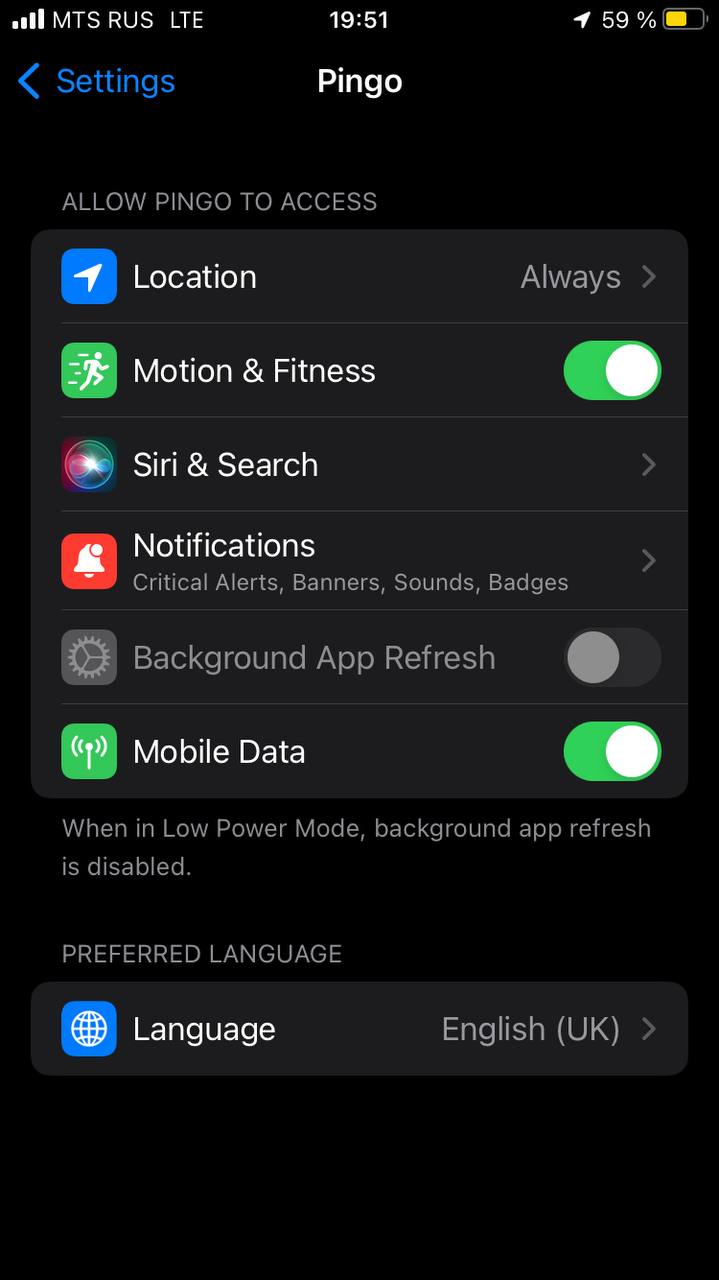 MTS RUS LTE 19:51 59 %
Settings Pingo
ALLOW PINGO TO ACCESS
Location Always
Motion & Fitness
Siri & Search
Notifications
Critical Alerts, Banners, Sounds, Badges
Background App Refresh
Mobile Data
When in Low Power Mode, background app refresh
is disabled.
PREFERRED LANGUAGE
Language English (UK)